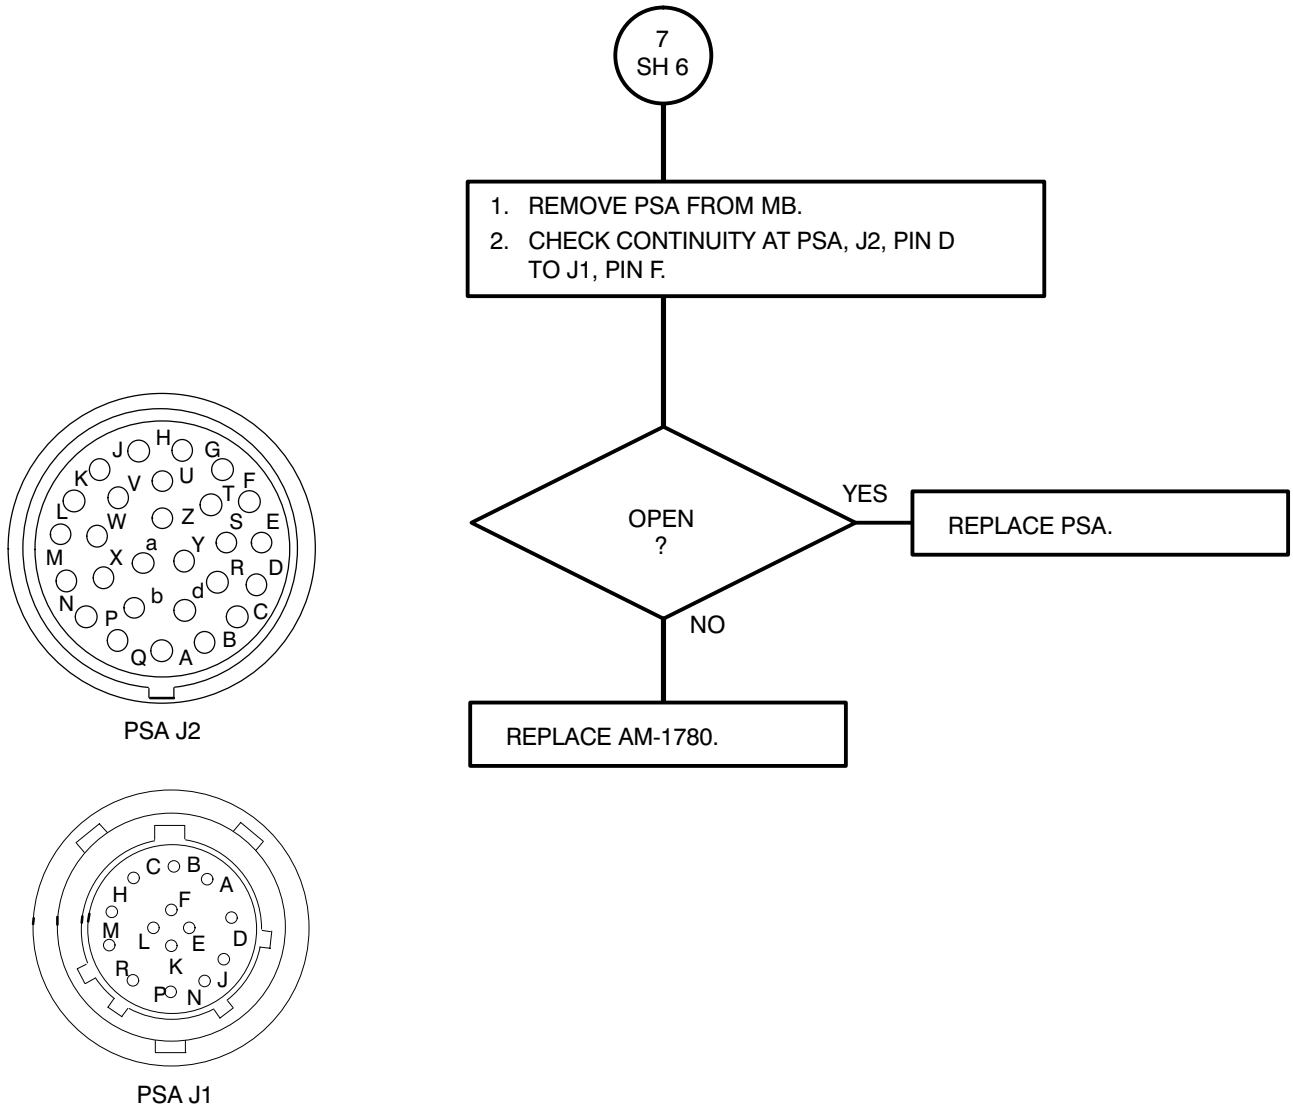 7
SH 6
1. REMOVE PSA FROM MB.
2. CHECK CONTINUITY AT PSA, J2, PIN D
TO J1, PIN F.
OPEN
?
YES
REPLACE PSA.
NO
REPLACE AM-1780.
J H G
K V U F
L W Z T
S E
M X a Y
R D
N P b d C
Q A B
PSA J2
C B A
H F
M L E D
R K J
P N
PSA J1